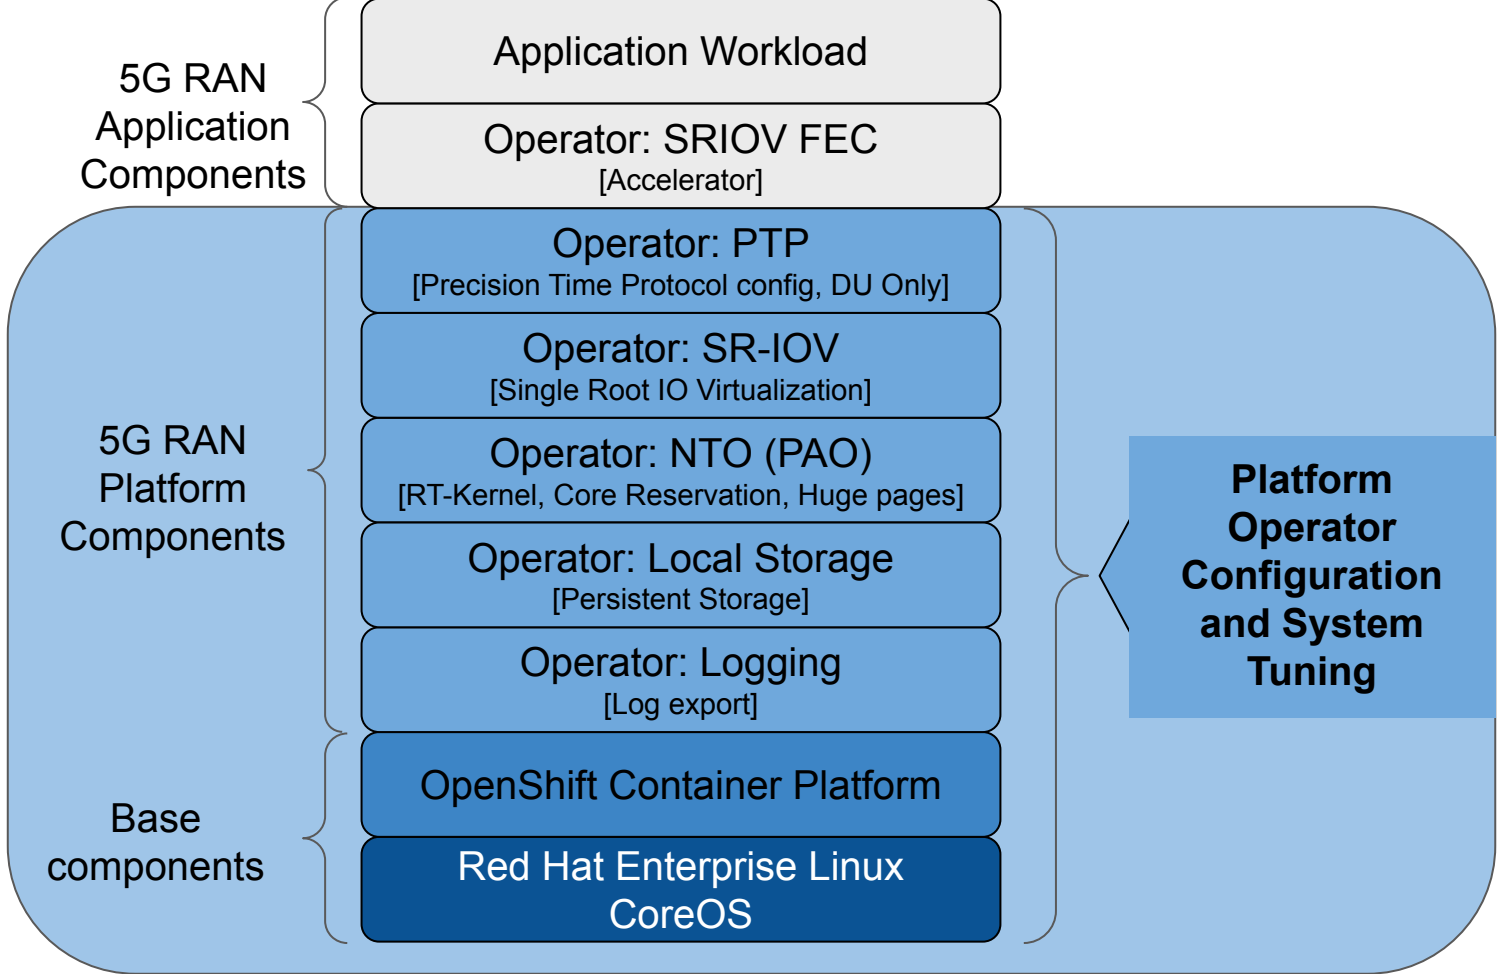 5G RAN
Application
Components
Application Workload
Operator: SRIOV FEC
[Accelerator]
5G RAN
Platform
Components
Operator: PTP
[Precision Time Protocol config, DU Only]
Operator: SR-IOV
[Single Root IO Virtualization]
Operator: NTO (PAO)
[RT-Kernel, Core Reservation, Huge pages]
Operator: Local Storage
[Persistent Storage]
Operator: Logging
[Log export]
Base
components
OpenShift Container Platform
Red Hat Enterprise Linux
CoreOS
Platform
Operator
Configuration
and System
Tuning